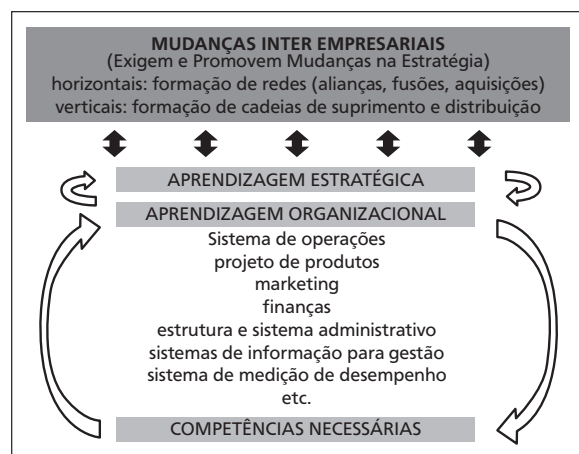 MUDANÇAS INTER EMPRESARIAIS
(Exigem e Promovem Mudanças na Estratégia)
horizontais: formação de redes (alianças, fusões, aquisições)
verticais: formação de cadeias de suprimento e distribuição
APRENDIZAGEM ESTRATÉGICA
APRENDIZAGEM ORGANIZACIONAL
Sistema de operações
projeto de produtos
marketing
finanças
estrutura e sistema administrativo
sistemas de informação para gestão
sistema de medição de desempenho
etc.
COMPETÊNCIAS NECESSÁRIAS